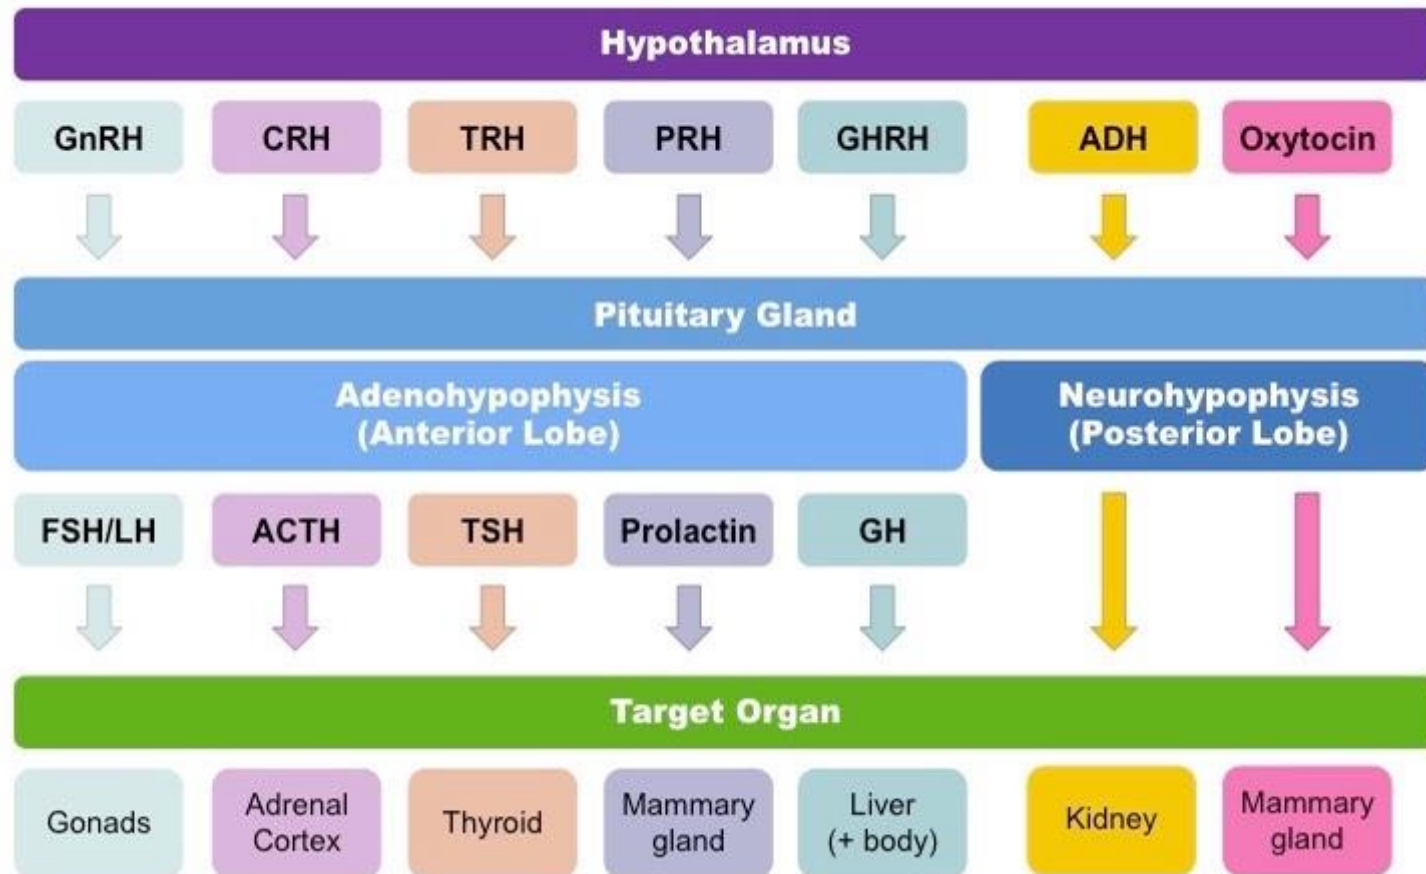 Hypothalamus
GnRH
CRH
TRH
PRH
GHRH
ADH
Oxytocin
Pituitary Gland
Adenohypophysis
(Anterior Lobe)
Neurohypophysis
(Posterior Lobe)
FSH/LH
ACTH
TSH
Prolactin
GH
Target Organ
Gonads
Adrenal
Cortex
Thyroid
Mammary
gland
Liver
(+ body)
Kidney
Mammary
gland